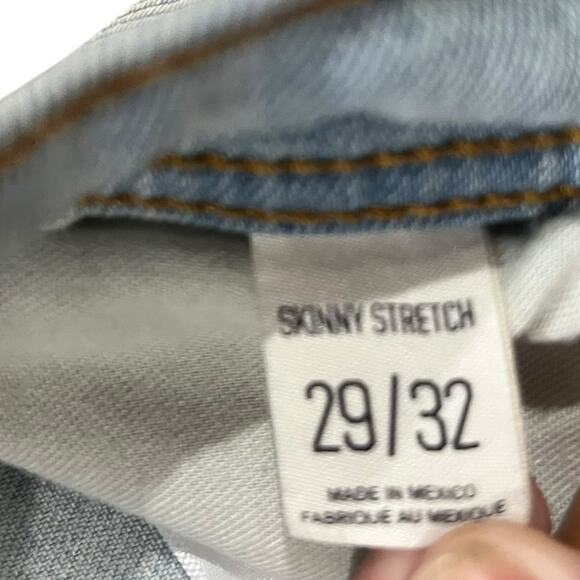 SKINNY STRETCH
29/32
MADE IN MEXICO
FABRIQUE AU MEXIQUE